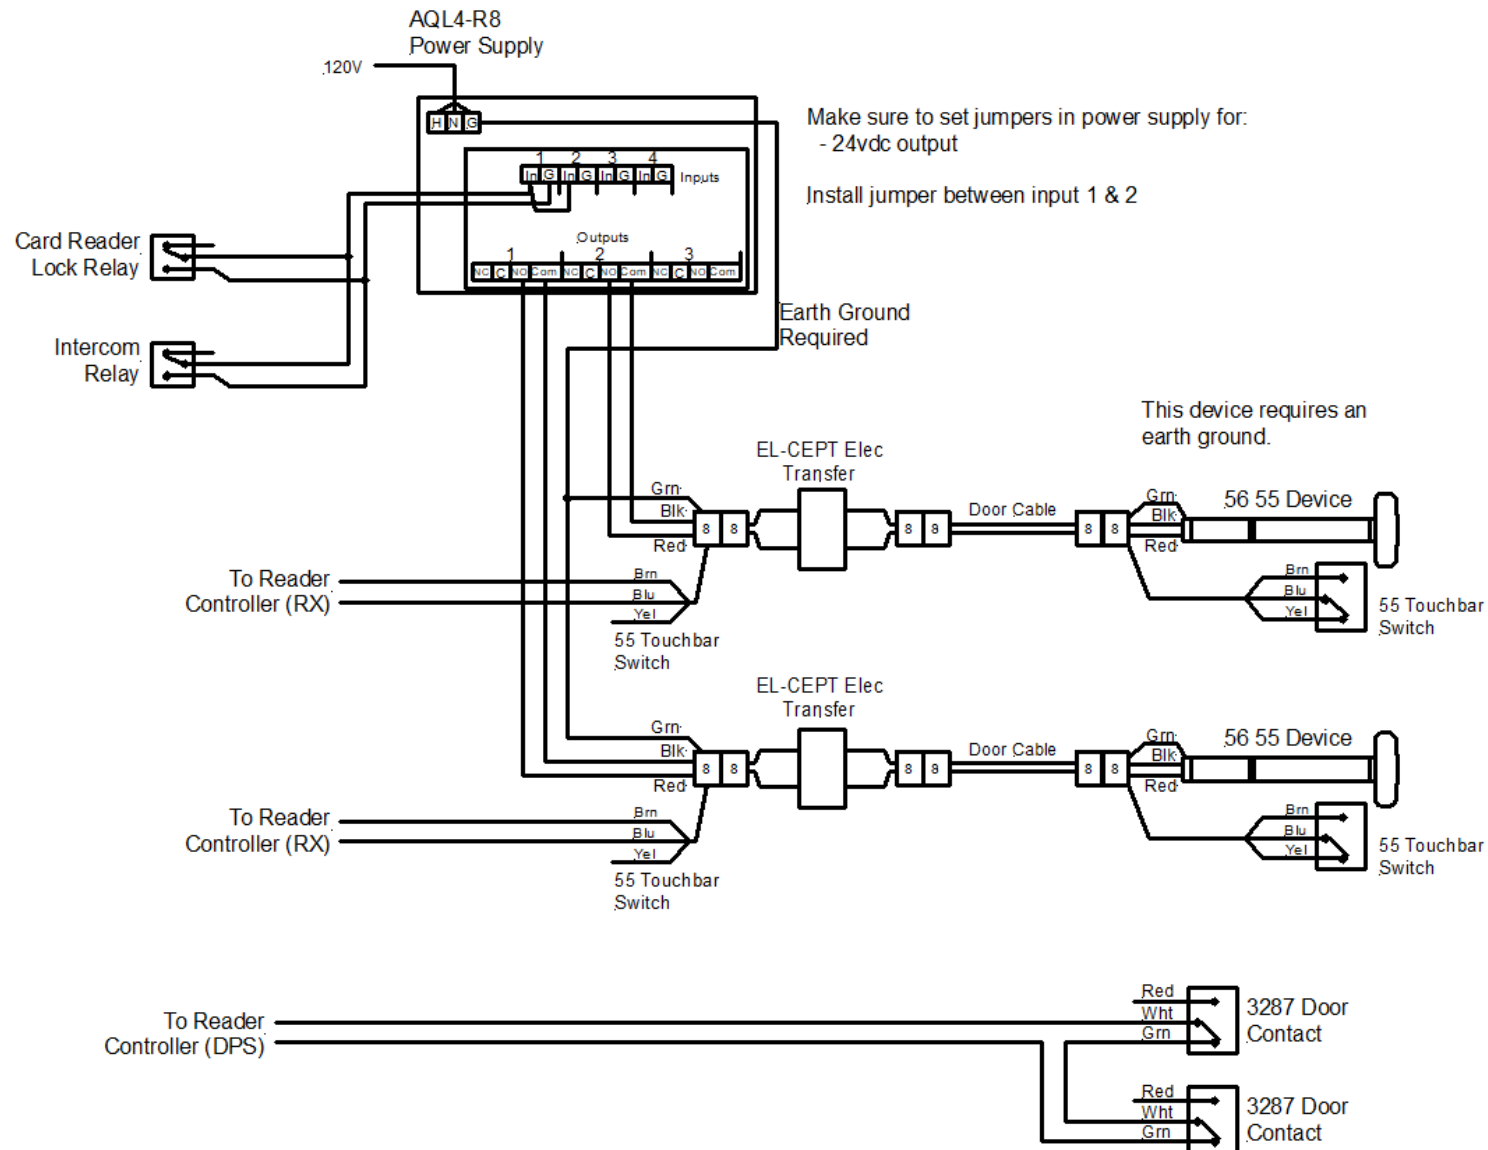 AQL4-R8
Power Supply
120V
H N G
Make sure to set jumpers in power supply for:
- 24vdc output
Install jumper between input 1 & 2
1 2 3 4
In G In G In G In G Inputs
Outputs
1 2 3
NC C NO Com NC C NO Com NC C NO Com
Card Reader
Lock Relay
Earth Ground
Required
Intercom
Relay
This device requires an
earth ground.
EL-CEPT Elec
Transfer
Grn
Blk
Red
8 8
8 8
Door Cable
8 8
Grn
Blk
Red
56 55 Device
To Reader
Controller (RX)
Brn
Blu
Yel
55 Touchbar
Switch
Brn
Blu
Yel
55 Touchbar
Switch
EL-CEPT Elec
Transfer
Grn
Blk
Red
8 8
8 8
Door Cable
8 8
Grn
Blk
Red
56 55 Device
To Reader
Controller (RX)
Brn
Blu
Yel
55 Touchbar
Switch
Brn
Blu
Yel
55 Touchbar
Switch
To Reader
Controller (DPS)
Red
Wht
Grn
3287 Door
Contact
Red
Wht
Grn
3287 Door
Contact